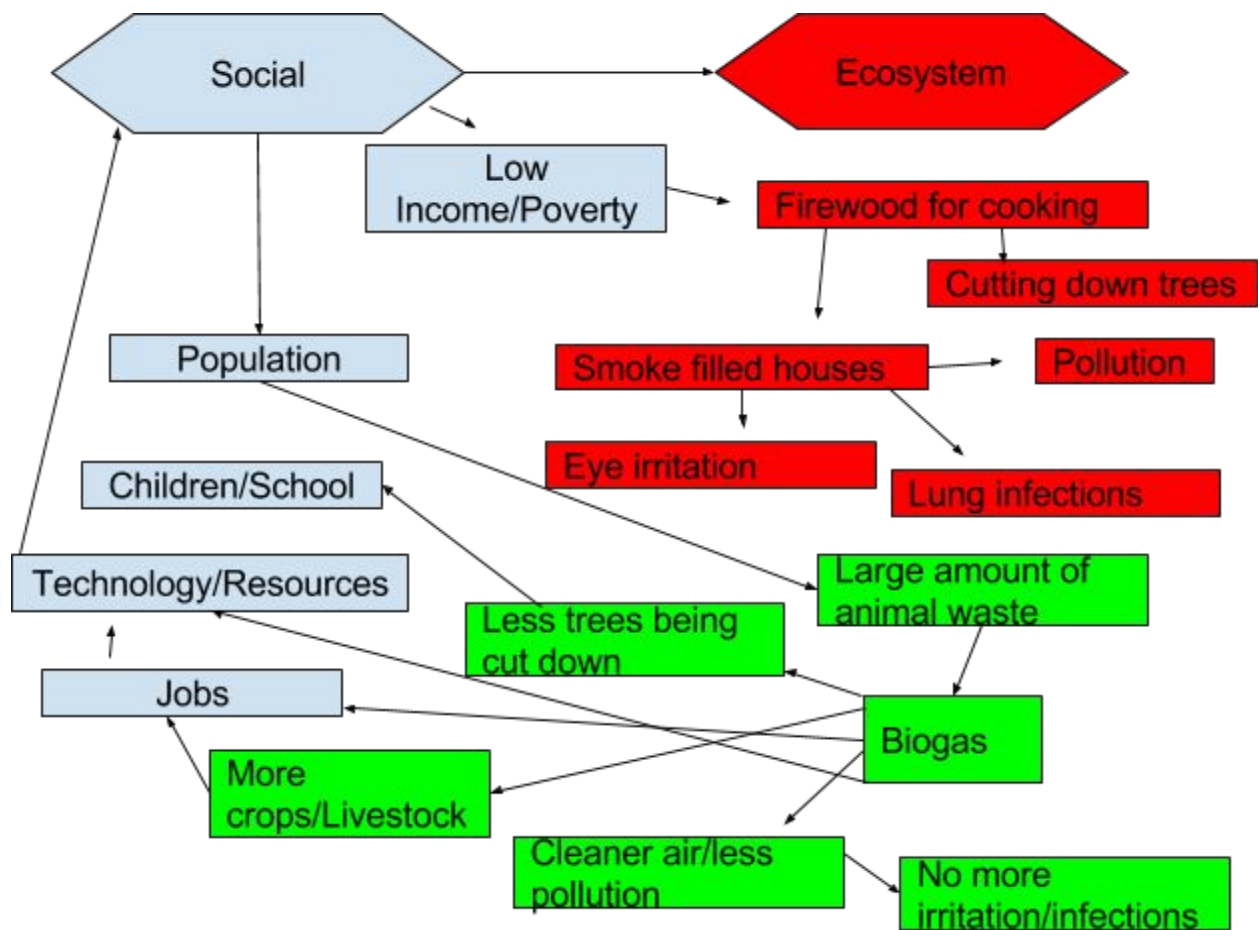 Social
Ecosystem
Low
Income/Poverty
Firewood for cooking
Cutting down trees
Population
Smoke filled houses
Pollution
Eye irritation
Children/School
Lung infections
Technology/Resources
Large amount of
animal waste
Less trees being
cut down
Jobs
Biogas
More
crops/Livestock
Cleaner air/less
pollution
No more
irritation/infections